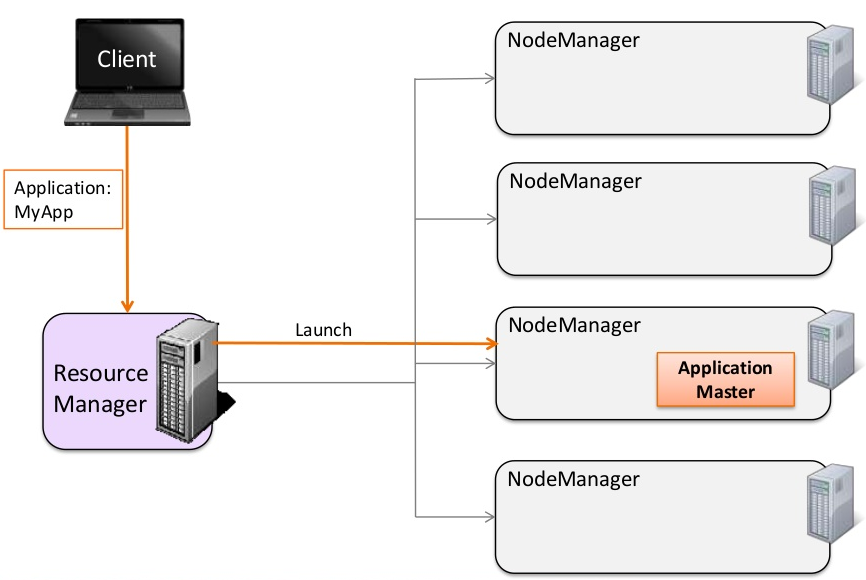 Client
NodeManager
NodeManager
Application:
MyApp
Launch
NodeManager
Resource
Manager
Application
Master
NodeManager